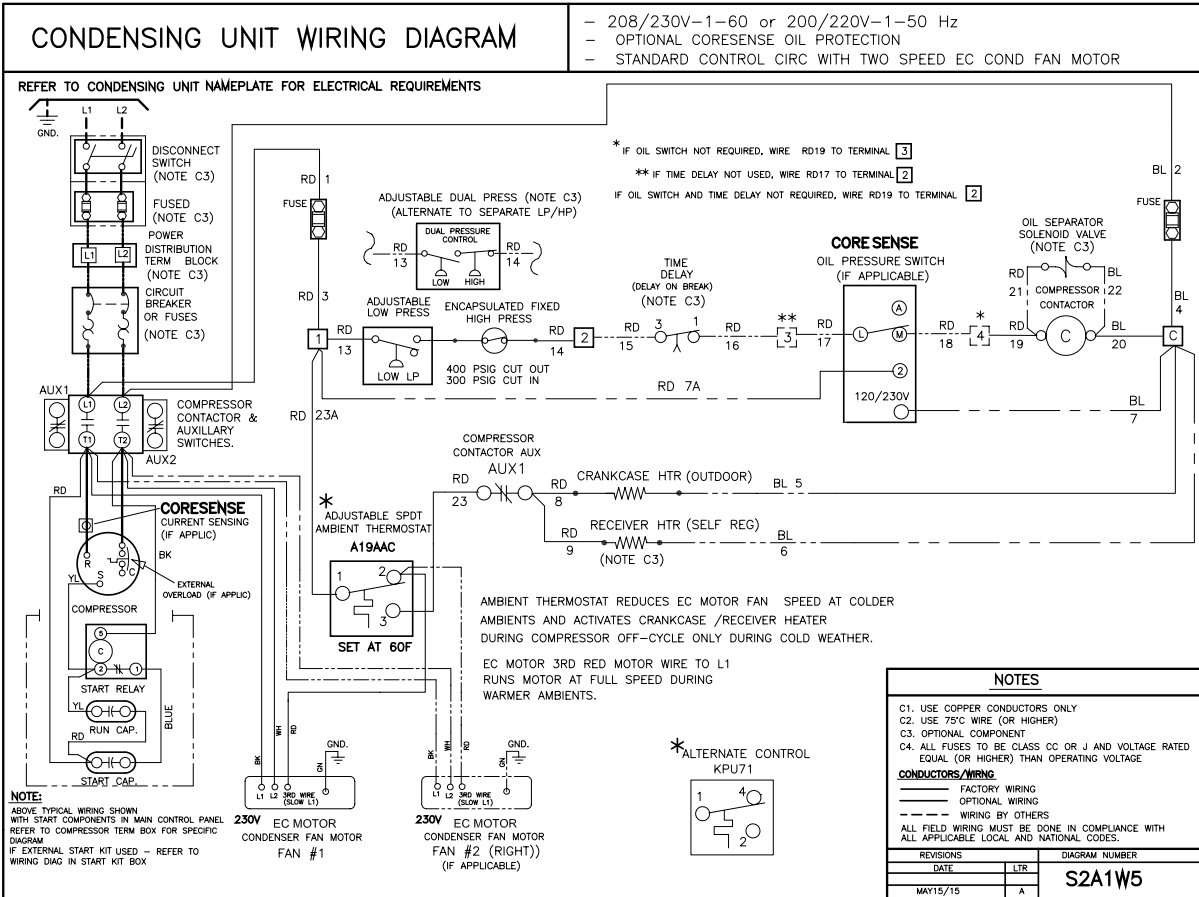 CONDENSING UNIT WIRING DIAGRAM
- 208/230V-1-60 or 200/220V-1-50 Hz
- OPTIONAL CORESENSE OIL PROTECTION
- STANDARD CONTROL CIRC WITH TWO SPEED EC COND FAN MOTOR
REFER TO CONDENSING UNIT NAMEPLATE FOR ELECTRICAL REQUIREMENTS
L1 L2
GND.
DISCONNECT
SWITCH
(NOTE C3)
FUSED
(NOTE C3)
POWER
DISTRIBUTION
TERM BLOCK
(NOTE C3)
L1 L2
CIRCUIT
BREAKER
OR FUSES
(NOTE C3)
AUX1
L1 L2
T1 T2
COMPRESSOR
CONTACTOR &
AUXILLARY
SWITCHES.
AUX2
RD 1
FUSE
RD 3
1
ADJUSTABLE DUAL PRESS (NOTE C3)
(ALTERNATE TO SEPARATE LP/HP)
DUAL PRESSURE
CONTROL
RD
13
RD
14
LOW HIGH
ADJUSTABLE
LOW PRESS
RD
13
LOW LP
ENCAPSULATED FIXED
HIGH PRESS
400 PSIG CUT OUT
300 PSIG CUT IN
RD
14
2
RD
15
TIME
DELAY
(DELAY ON BREAK)
(NOTE C3)
3 1
RD
16
**
3
RD
17
* IF OIL SWITCH NOT REQUIRED, WIRE RD19 TO TERMINAL 3
** IF TIME DELAY NOT USED, WIRE RD17 TO TERMINAL 2
IF OIL SWITCH AND TIME DELAY NOT REQUIRED, WIRE RD19 TO TERMINAL 2
CORE SENSE
OIL PRESSURE SWITCH
(IF APPLICABLE)
A
L
M
2
120/230V
RD
18
*
4
RD
19
OIL SEPARATOR
SOLENOID VALVE
(NOTE C3)
RD
21
BL
22
COMPRESSOR
CONTACTOR
C
BL
20
BL 2
FUSE
BL
4
C
RD 7A
BL
7
RD 23A
COMPRESSOR
CONTACTOR AUX
AUX1
RD
23
RD
8
CRANKCASE HTR (OUTDOOR)
BL 5
RD
9
RECEIVER HTR (SELF REG)
(NOTE C3)
BL
6
RD
CORESENSE
CURRENT SENSING
(IF APPLIC)
BK
R
S
C
YL
EXTERNAL
OVERLOAD (IF APPLIC)
COMPRESSOR
5
C
2 1
START RELAY
YL
RUN CAP.
RD
BLUE
START CAP.
*
ADJUSTABLE SPDT
AMBIENT THERMOSTAT
A19AAC
1 2
3
SET AT 60F
AMBIENT THERMOSTAT REDUCES EC MOTOR FAN SPEED AT COLDER
AMBIENTS AND ACTIVATES CRANKCASE /RECEIVER HEATER
DURING COMPRESSOR OFF-CYCLE ONLY DURING COLD WEATHER.
EC MOTOR 3RD RED MOTOR WIRE TO L1
RUNS MOTOR AT FULL SPEED DURING
WARMER AMBIENTS.
BK WH RD GN
GND.
L1 L2 3RD WIRE
(SLOW L1)
230V
EC MOTOR
CONDENSER FAN MOTOR
FAN #1
BK WH RD GN
GND.
L1 L2 3RD WIRE
(SLOW L1)
230V
EC MOTOR
CONDENSER FAN MOTOR
FAN #2 (RIGHT))
(IF APPLICABLE)
* ALTERNATE CONTROL
KPU71
1 4
2
NOTE:
ABOVE TYPICAL WIRING SHOWN
WITH START COMPONENTS IN MAIN CONTROL PANEL
REFER TO COMPRESSOR TERM BOX FOR SPECIFIC
DIAGRAM
IF EXTERNAL START KIT USED - REFER TO
WIRING DIAG IN START KIT BOX
NOTES
C1. USE COPPER CONDUCTORS ONLY
C2. USE 75°C WIRE (OR HIGHER)
C3. OPTIONAL COMPONENT
C4. ALL FUSES TO BE CLASS CC OR J AND VOLTAGE RATED
EQUAL (OR HIGHER) THAN OPERATING VOLTAGE
CONDUCTORS/WIRNG
FACTORY WIRING
OPTIONAL WIRING
WIRING BY OTHERS
ALL FIELD WIRING MUST BE DONE IN COMPLIANCE WITH
ALL APPLICABLE LOCAL AND NATIONAL CODES.
REVISIONS
DATE LTR
MAY15/15 A
DIAGRAM NUMBER
S2A1W5